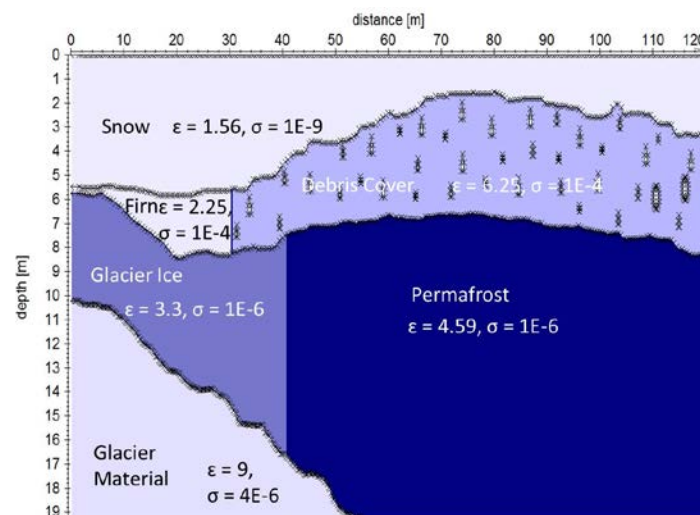 distance [m]
0 10 20 30 40 50 60 70 80 90 100 110 120
depth [m]
0
1
2
3
4
5
6
7
8
9
10
11
12
13
14
15
16
17
18
19
Snow ε = 1.56, σ = 1E-9
Debris Cover ε = 6.25, σ = 1E-4
Firn ε = 2.25,
σ = 1E-4
Glacier Ice
ε = 3.3, σ = 1E-6
Permafrost
ε = 4.59, σ = 1E-6
Glacier
Material
ε = 9,
σ = 4E-6